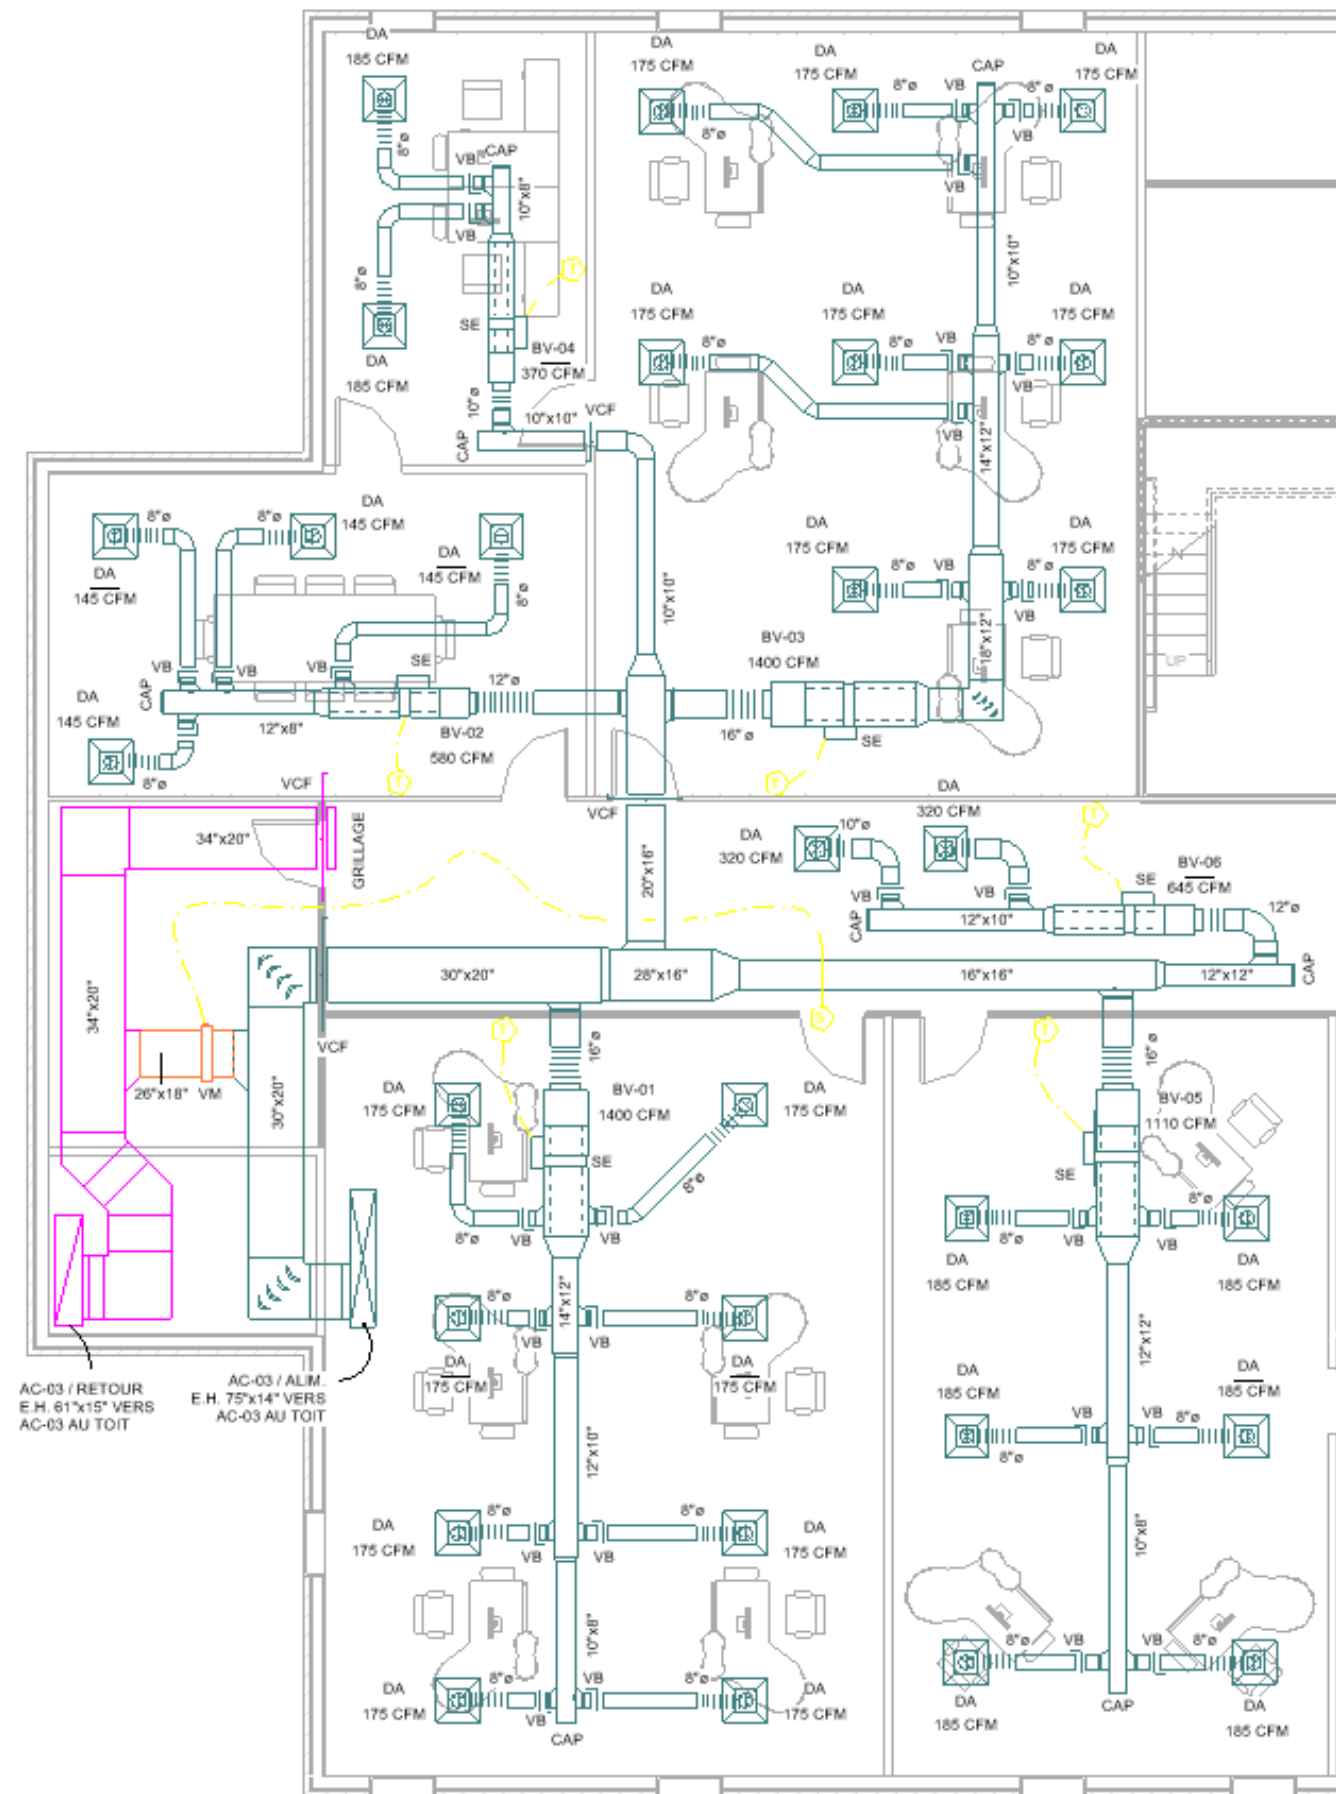 DA
185 CFM
8"ø
VB
CAP
10"x8"
VB
8"ø
SE
BV-04
370 CFM
DA
185 CFM
10"ø
10"x10"
VCF
CAP
DA
175 CFM
8"ø
DA
175 CFM
8"ø
VB
CAP
8"ø
DA
175 CFM
VB
VB
10"x10"
DA
175 CFM
8"ø
DA
175 CFM
8"ø
VB
DA
175 CFM
8"ø
VB
VB
14"x12"
DA
175 CFM
8"ø
VB
DA
175 CFM
8"ø
VB
18"x12"
UP
10"x10"
8"ø
DA
145 CFM
8"ø
DA
145 CFM
DA
145 CFM
8"ø
VB
VB
VB
SE
CAP
DA
145 CFM
8"ø
12"x8"
12"ø
BV-02
580 CFM
T
BV-03
1400 CFM
16"ø
SE
T
T
VCF
34"x20"
GRILLAGE
VCF
20"x16"
DA
320 CFM
10"ø
DA
320 CFM
VB
VB
CAP
12"x10"
SE
BV-06
645 CFM
T
12"ø
CAP
34"x20"
30"x20"
28"x16"
16"x16"
12"x12"
S
VCF
26"x18"
VM
30"x20"
T
16"ø
BV-01
1400 CFM
DA
175 CFM
DA
175 CFM
SE
8"ø
VB
VB
8"ø
8"ø
VB
14"x12"
VB
8"ø
DA
175 CFM
DA
175 CFM
12"x10"
DA
175 CFM
8"ø
VB
VB
8"ø
DA
175 CFM
10"x8"
DA
175 CFM
8"ø
VB
VB
8"ø
DA
175 CFM
CAP
T
16"ø
BV-05
1110 CFM
SE
8"ø
VB
VB
DA
185 CFM
DA
185 CFM
12"x12"
DA
185 CFM
DA
185 CFM
VB
VB
8"ø
8"ø
10"x8"
8"ø
VB
VB
8"ø
DA
185 CFM
CAP
DA
185 CFM
AC-03 / RETOUR
E.H. 61"x15" VERS
AC-03 AU TOIT
AC-03 / ALIM.
E.H. 75"x14" VERS
AC-03 AU TOIT